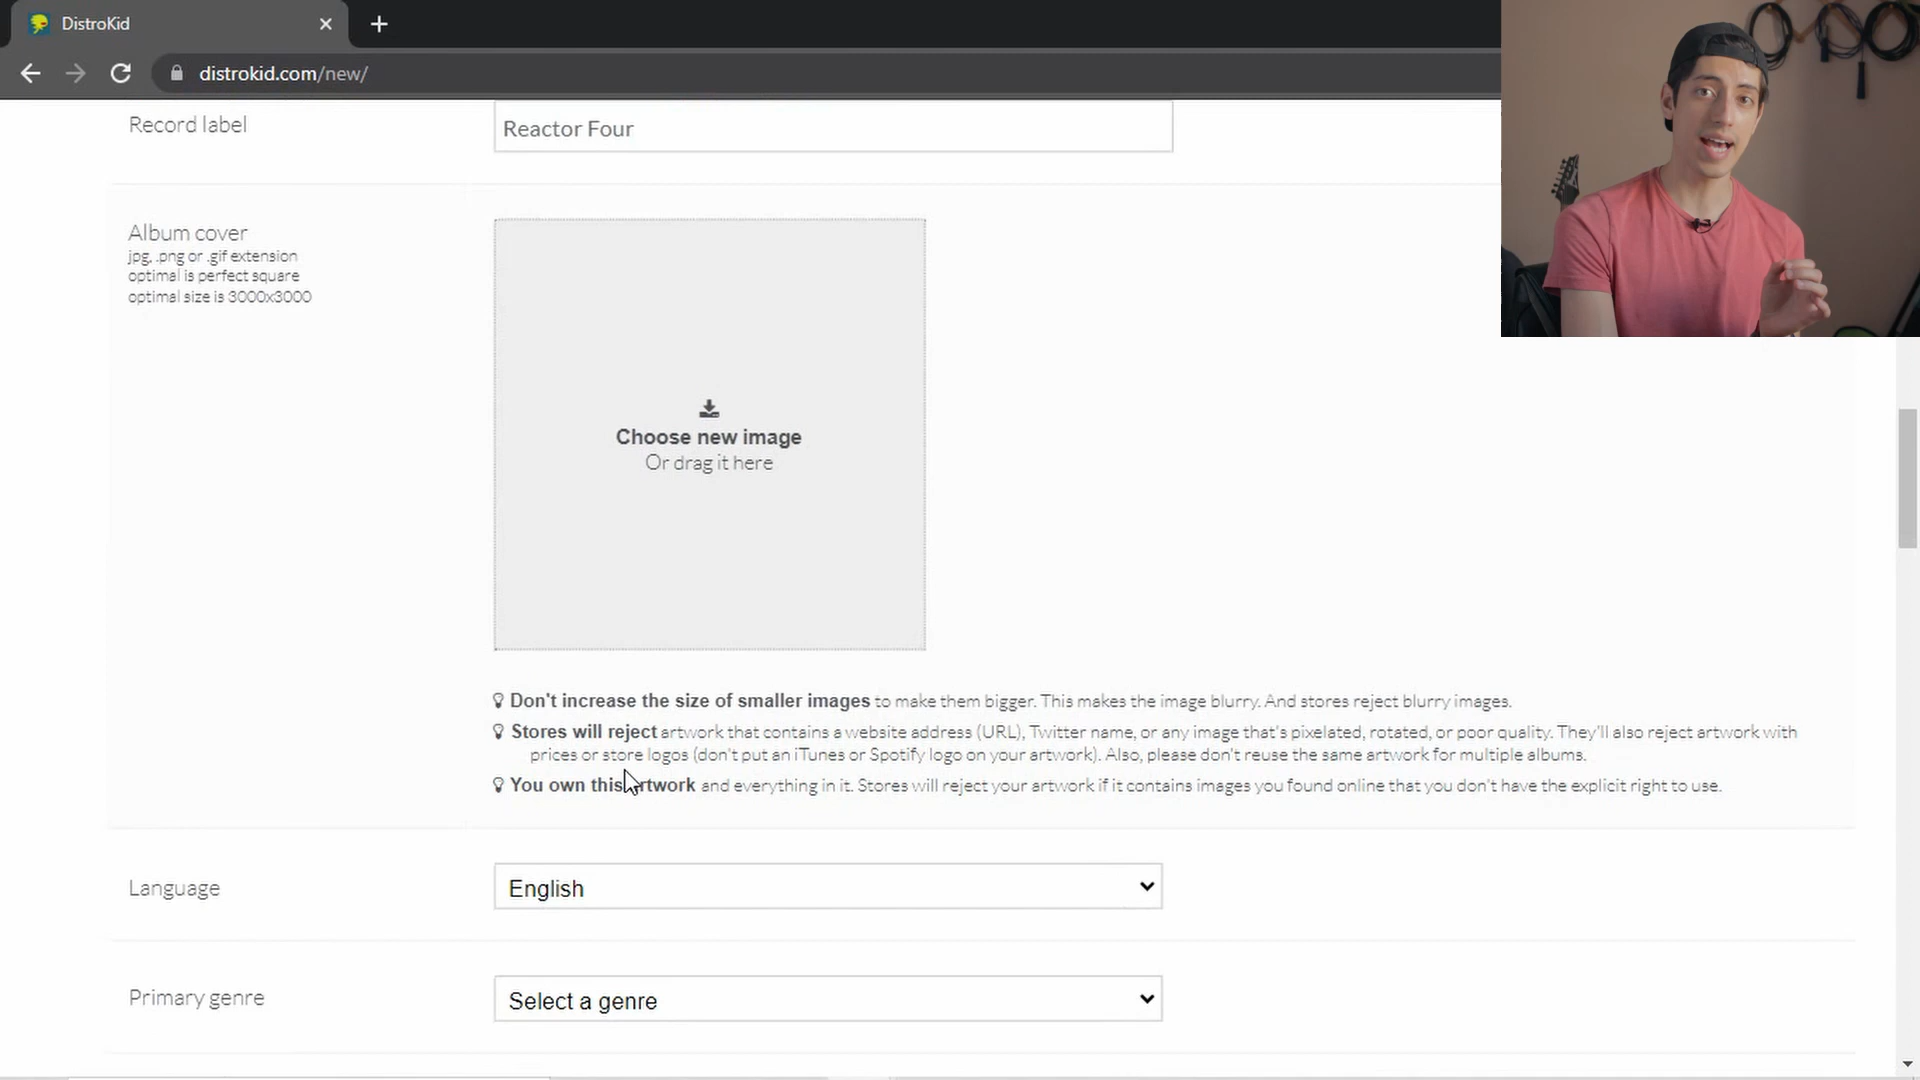 DistroKid
distrokid.com/new/
Record label
Reactor Four
Album cover
jpg, .png or .gif extension
optimal is perfect square
optimal size is 3000x3000
Choose new image
Or drag it here
Don't increase the size of smaller images to make them bigger. This makes the image blurry. And stores reject blurry images.
Stores will reject artwork that contains a website address (URL), Twitter name, or any image that's pixelated, rotated, or poor quality. They'll also reject artwork with
prices or store logos (don't put an iTunes or Spotify logo on your artwork). Also, please don't reuse the same artwork for multiple albums.
You own this artwork and everything in it. Stores will reject your artwork if it contains images you found online that you don't have the explicit right to use.
Language
English
Primary genre
Select a genre